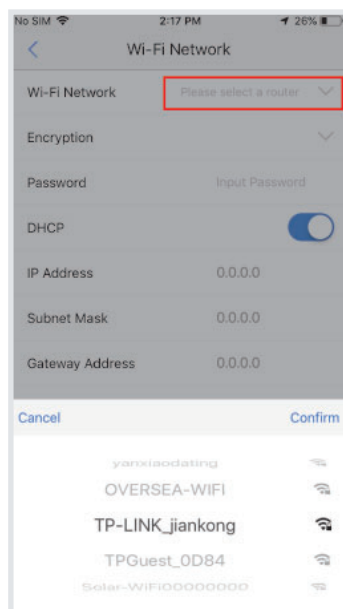 No SIM 2:17 PM 26%
Wi-Fi Network
Wi-Fi Network Please select a router
Encryption
Password Input Password
DHCP
IP Address 0.0.0.0
Subnet Mask 0.0.0.0
Gateway Address 0.0.0.0
Cancel Confirm
yanxiaodating
OVERSEA-WIFI
TP-LINK_jiankong
TPGuest_0D84
Solar-WiFi00000000